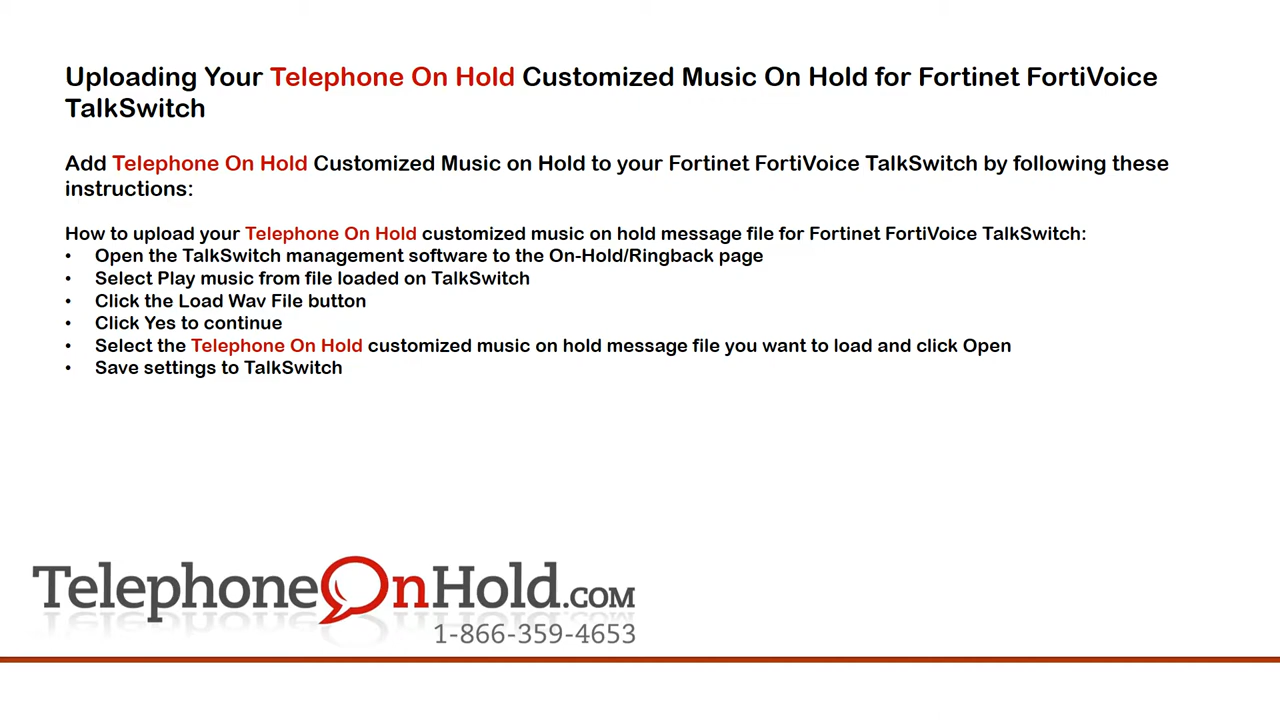 Uploading Your Telephone On Hold Customized Music On Hold for Fortinet FortiVoice
TalkSwitch
Add Telephone On Hold Customized Music on Hold to your Fortinet FortiVoice TalkSwitch by following these
instructions:
How to upload your Telephone On Hold customized music on hold message file for Fortinet FortiVoice TalkSwitch:
• Open the TalkSwitch management software to the On-Hold/Ringback page
• Select Play music from file loaded on TalkSwitch
• Click the Load Wav File button
• Click Yes to continue
• Select the Telephone On Hold customized music on hold message file you want to load and click Open
• Save settings to TalkSwitch
TelephoneOnHold.COM
1-866-359-4653